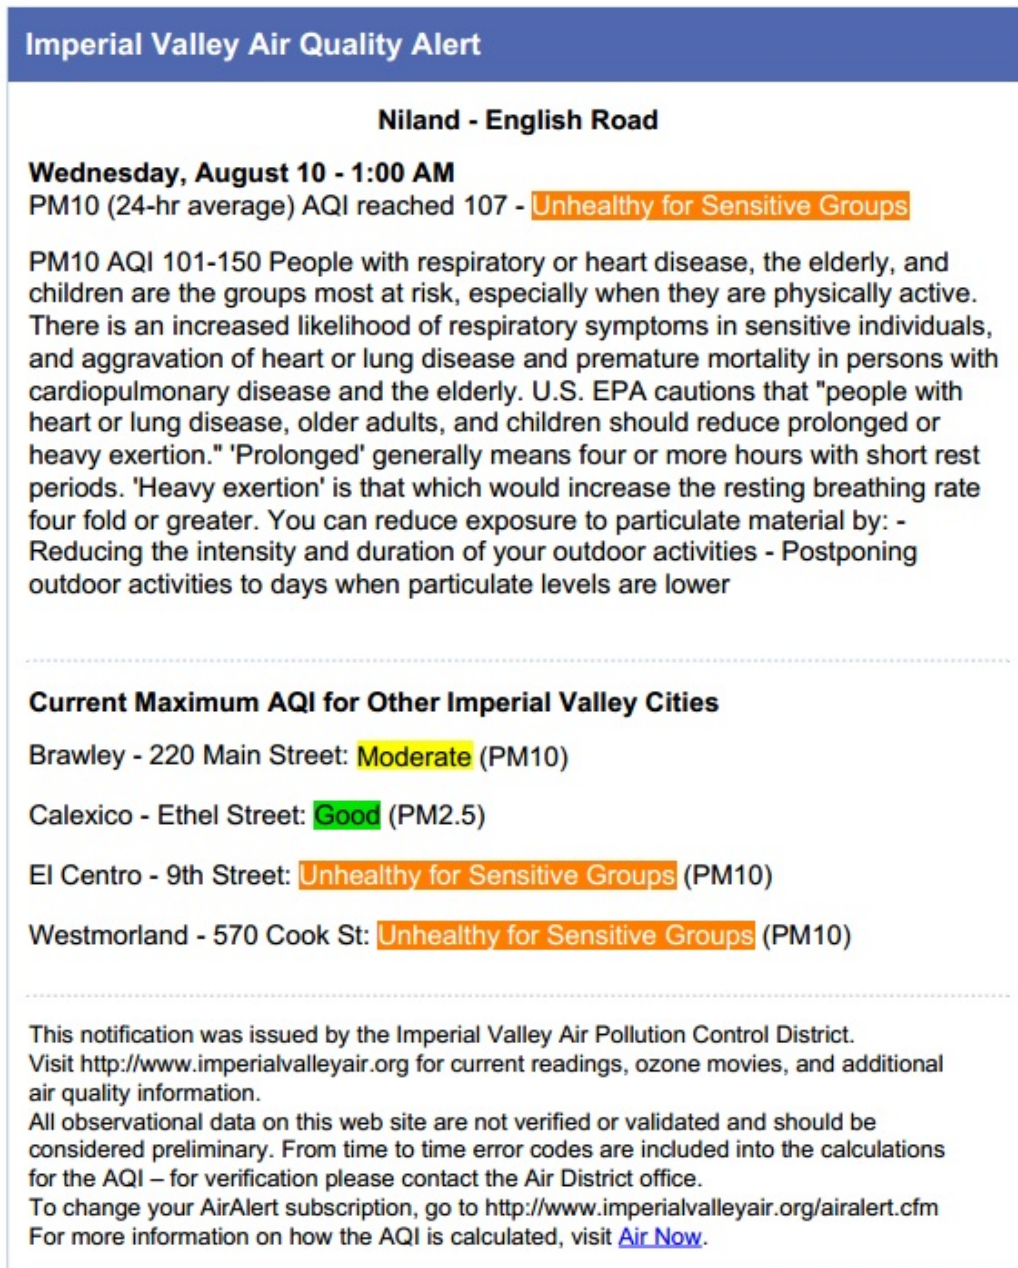 Imperial Valley Air Quality Alert
Niland - English Road
Wednesday, August 10 - 1:00 AM
PM10 (24-hr average) AQI reached 107 - Unhealthy for Sensitive Groups
PM10 AQI 101-150 People with respiratory or heart disease, the elderly, and
children are the groups most at risk, especially when they are physically active.
There is an increased likelihood of respiratory symptoms in sensitive individuals,
and aggravation of heart or lung disease and premature mortality in persons with
cardiopulmonary disease and the elderly. U.S. EPA cautions that "people with
heart or lung disease, older adults, and children should reduce prolonged or
heavy exertion." 'Prolonged' generally means four or more hours with short rest
periods. 'Heavy exertion' is that which would increase the resting breathing rate
four fold or greater. You can reduce exposure to particulate material by: -
Reducing the intensity and duration of your outdoor activities - Postponing
outdoor activities to days when particulate levels are lower
Current Maximum AQI for Other Imperial Valley Cities
Brawley - 220 Main Street: Moderate (PM10)
Calexico - Ethel Street: Good (PM2.5)
El Centro - 9th Street: Unhealthy for Sensitive Groups (PM10)
Westmorland - 570 Cook St: Unhealthy for Sensitive Groups (PM10)
This notification was issued by the Imperial Valley Air Pollution Control District.
Visit http://www.imperialvalleyair.org for current readings, ozone movies, and additional
air quality information.
All observational data on this web site are not verified or validated and should be
considered preliminary. From time to time error codes are included into the calculations
for the AQI – for verification please contact the Air District office.
To change your AirAlert subscription, go to http://www.imperialvalleyair.org/airalert.cfm
For more information on how the AQI is calculated, visit Air Now.